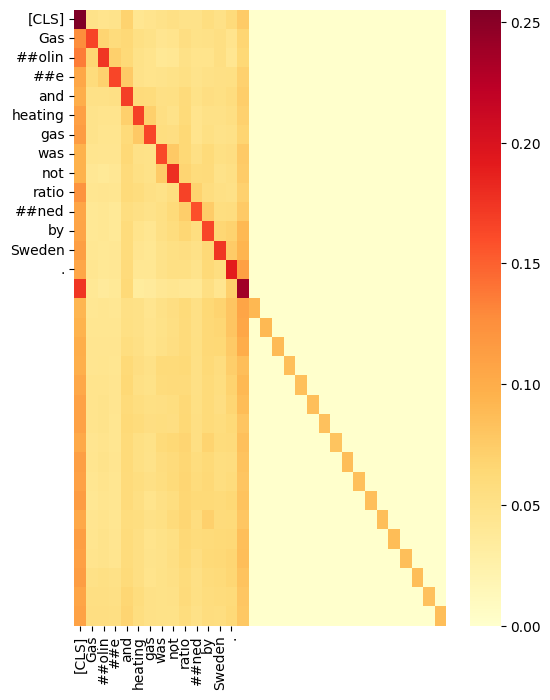 [CLS]
Gas
##olin
##e
and
heating
gas
was
not
ratio
##ned
by
Sweden
.
[CLS]
Gas
##olin
##e
and
heating
gas
was
not
ratio
##ned
by
Sweden
.
0.25
0.20
0.15
0.10
0.05
0.00